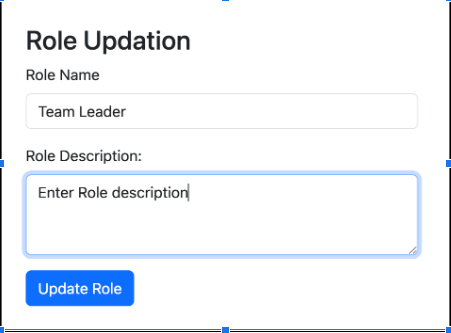 Role Updation
Role Name
Team Leader
Role Description:
Enter Role description
Update Role